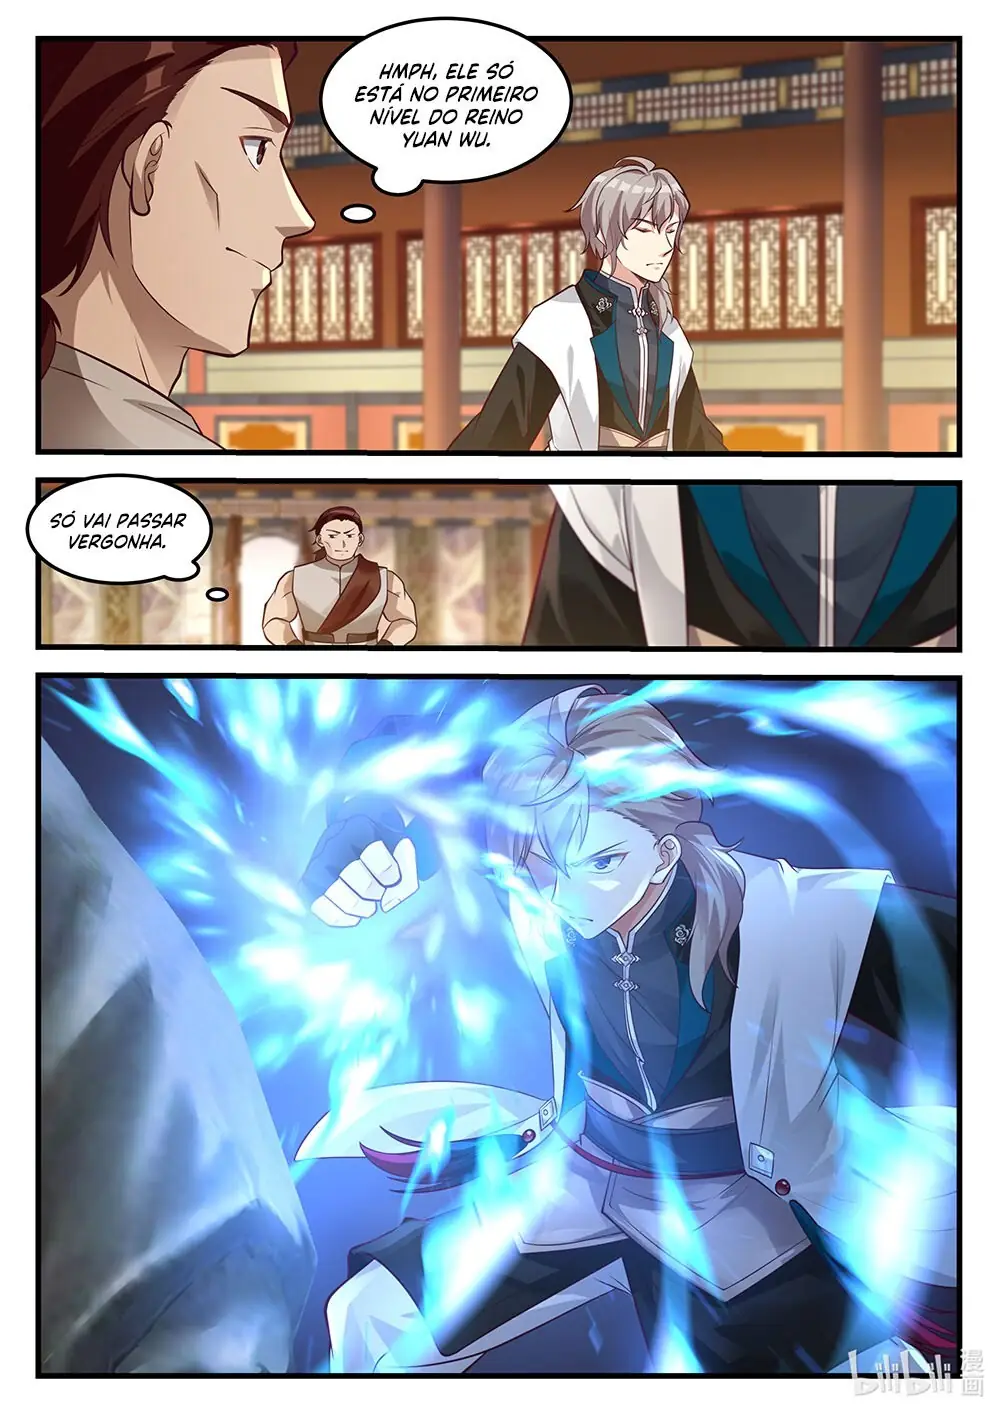 HMPH, ELE SÓ
ESTÁ NO PRIMEIRO
NÍVEL DO REINO
YUAN WU.
SÓ VAI PASSAR
VERGONHA.
bilibili 漫画